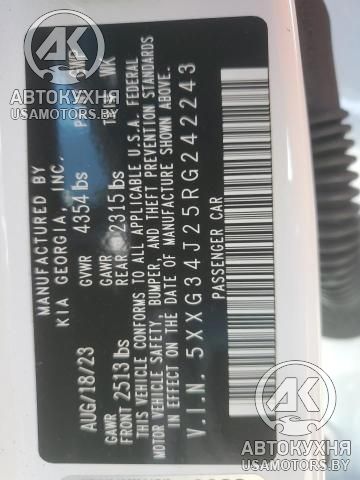 MANUFACTURED BY
KIA GEORGIA, INC.
AUG/18/23 GVWR 4354 lbs
GAWR FRONT 2513 lbs GAWR REAR 2315 lbs
THIS VEHICLE CONFORMS TO ALL APPLICABLE U.S.A. FEDERAL
MOTOR VEHICLE SAFETY, BUMPER, AND THEFT PREVENTION STANDARDS
IN EFFECT ON THE DATE OF MANUFACTURE SHOWN ABOVE.
V.I.N. 5XXG34J25RG242243
PASSENGER CAR
WK
АВТОКУХНЯ
USAMOTORS.BY
АВТОКУХНЯ
USAMOTORS.BY